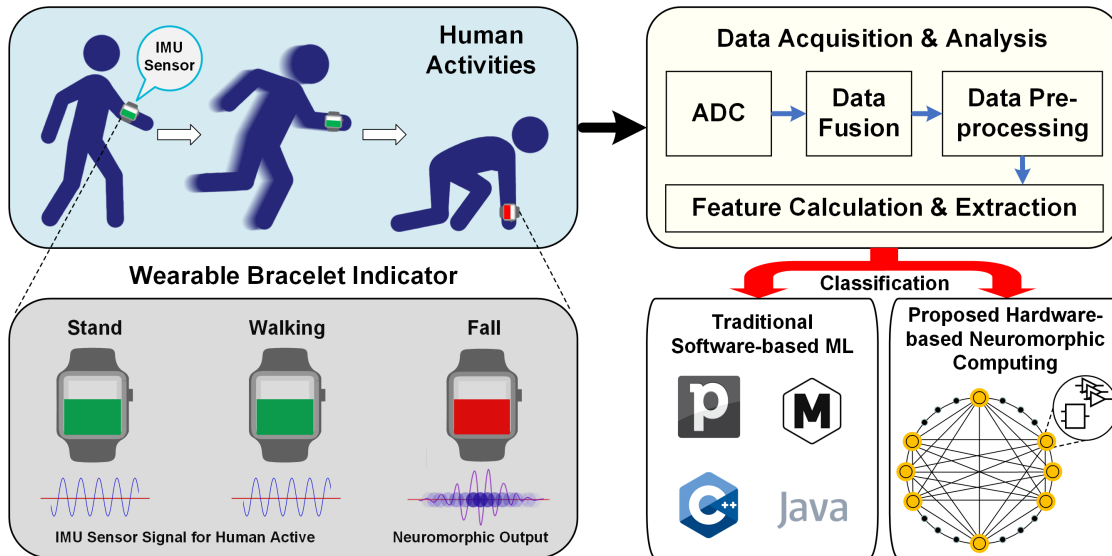 IMU
Sensor
Human
Activities
Data Acquisition & Analysis
ADC
Data
Fusion
Data Pre-
processing
Feature Calculation & Extraction
Wearable Bracelet Indicator
Classification
Stand
Walking
Fall
IMU Sensor Signal for Human Active
Neuromorphic Output
Traditional
Software-based ML
p
M
C++
Java
Proposed Hardware-
based Neuromorphic
Computing